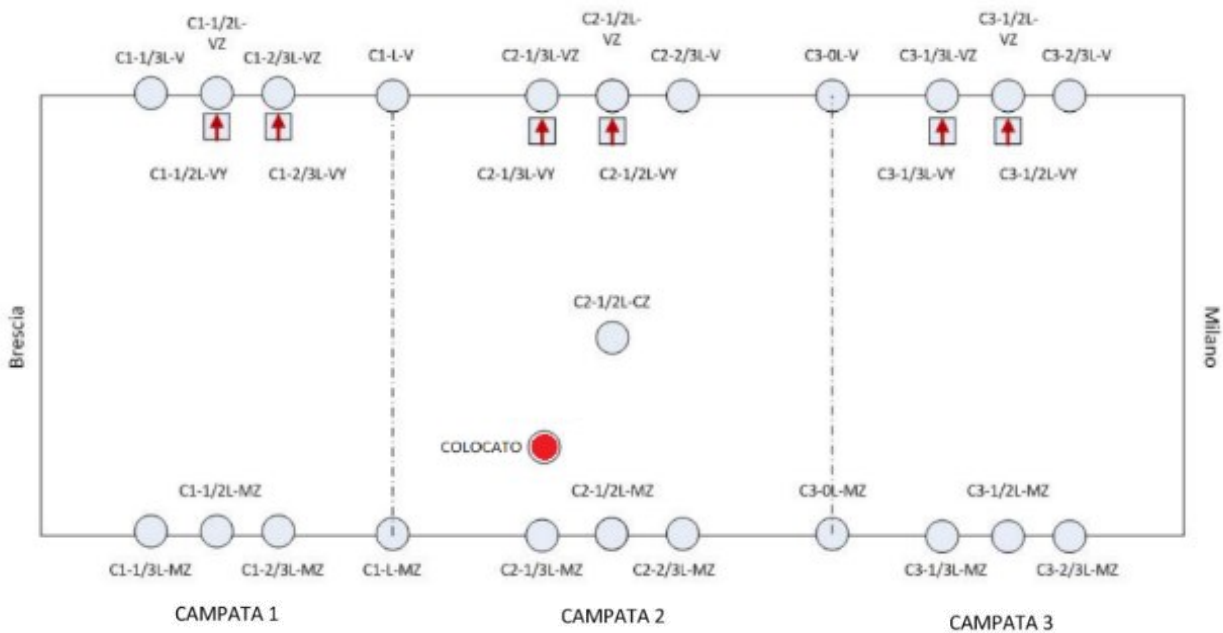 C1-1/2L-
VZ
C2-1/2L-
VZ
C3-1/2L-
VZ
C1-1/3L-V
C1-2/3L-VZ
C1-L-V
C2-1/3L-VZ
C2-2/3L-V
C3-0L-V
C3-1/3L-VZ
C3-2/3L-V
C1-1/2L-VY
C1-2/3L-VY
C2-1/3L-VY
C2-1/2L-VY
C3-1/3L-VY
C3-1/2L-VY
Brescia
C2-1/2L-CZ
Milano
COLOCATO
C1-1/2L-MZ
C2-1/2L-MZ
C3-0L-MZ
C3-1/2L-MZ
C1-1/3L-MZ
C1-2/3L-MZ
C1-L-MZ
C2-1/3L-MZ
C2-2/3L-MZ
C3-1/3L-MZ
C3-2/3L-MZ
CAMPATA 1
CAMPATA 2
CAMPATA 3